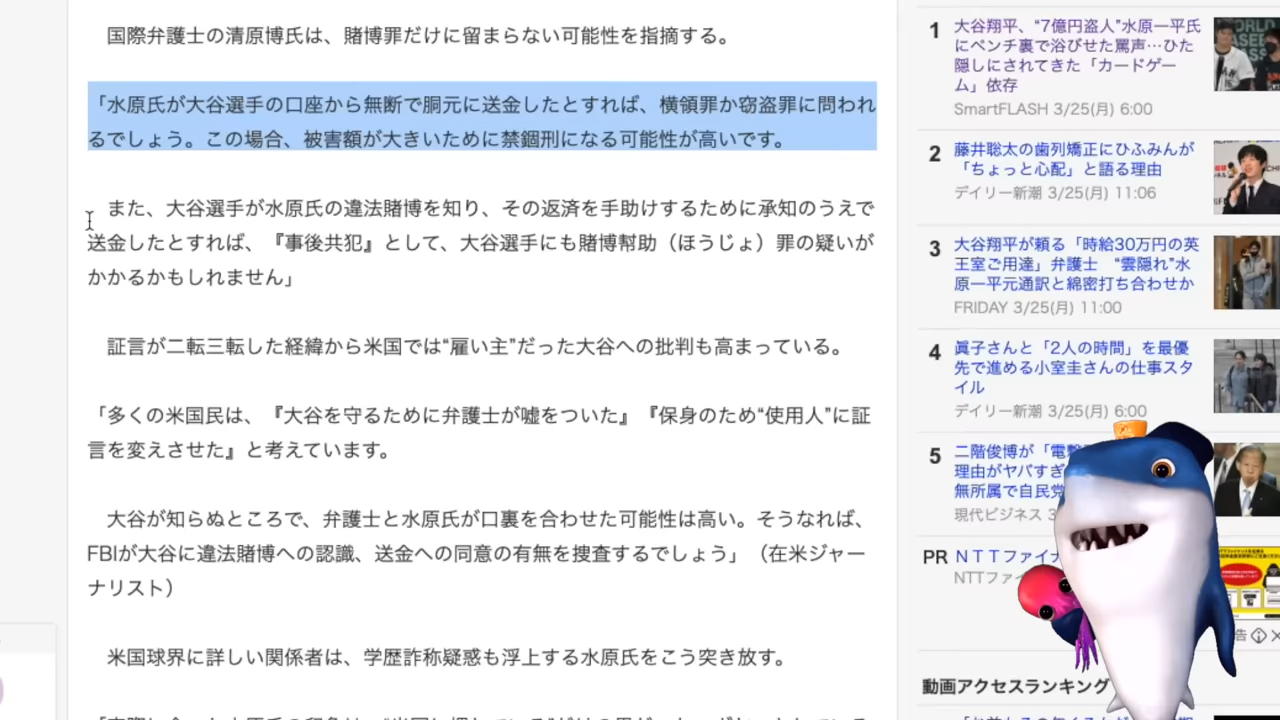 国際弁護士の清原博氏は、賭博罪だけに留まらない可能性を指摘する。
「水原氏が大谷選手の口座から無断で胴元に送金したとすれば、横領罪か窃盗罪に問われ
るでしょう。この場合、被害額が大きいために禁錮刑になる可能性が高いです。
また、大谷選手が水原氏の違法賭博を知り、その返済を手助けするために承知のうえで
送金したとすれば、『事後共犯』として、大谷選手にも賭博幇助（ほうじょ）罪の疑いが
かかるかもしれません」
証言が二転三転した経緯から米国では“雇い主”だった大谷への批判も高まっている。
「多くの米国民は、『大谷を守るために弁護士が嘘をついた』『保身のため“使用人”に証
言を変えさせた』と考えています。
大谷が知らぬところで、弁護士と水原氏が口裏を合わせた可能性は高い。そうなれば、
FBIが大谷に違法賭博への認識、送金への同意の有無を捜査するでしょう」（在米ジャー
ナリスト）
米国球界に詳しい関係者は、学歴詐称疑惑も浮上する水原氏をこう突き放す。
1
大谷翔平、“7億円盗人”水原一平氏
にベンチ裏で浴びせた罵声…ひた
隠しにされてきた「カードゲー
ム」依存
SmartFLASH 3/25(月) 6:00
2
藤井聡太の歯列矯正にひふみんが
「ちょっと心配」と語る理由
デイリー新潮 3/25(月) 11:06
3
大谷翔平が頼る「時給30万円の英
王室ご用達」弁護士　“雲隠れ”水
原一平元通訳と綿密打ち合わせか
FRIDAY 3/25(月) 11:00
4
眞子さんと「2人の時間」を最優
先で進める小室圭さんの仕事スタ
イル
デイリー新潮 3/25(月) 6:00
5
二階俊博が「電撃
理由がヤバすぎ
無所属で自民党
現代ビジネス 3
PR
ＮＴＴファイナ
NTTファイ
動画アクセスランキング